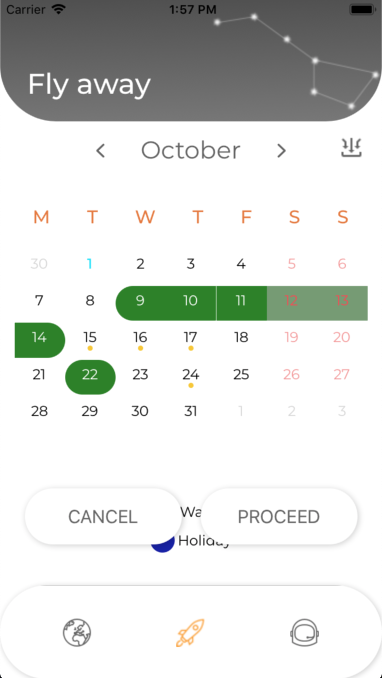 Carrier 1:57 PM
Fly away
October
M T W T F S S
30 1 2 3 4 5 6
7 8 9 10 11 12 13
14 15 16 17 18 19 20
21 22 23 24 25 26 27
28 29 30 31 1 2 3
CANCEL Wa PROCEED
Holiday